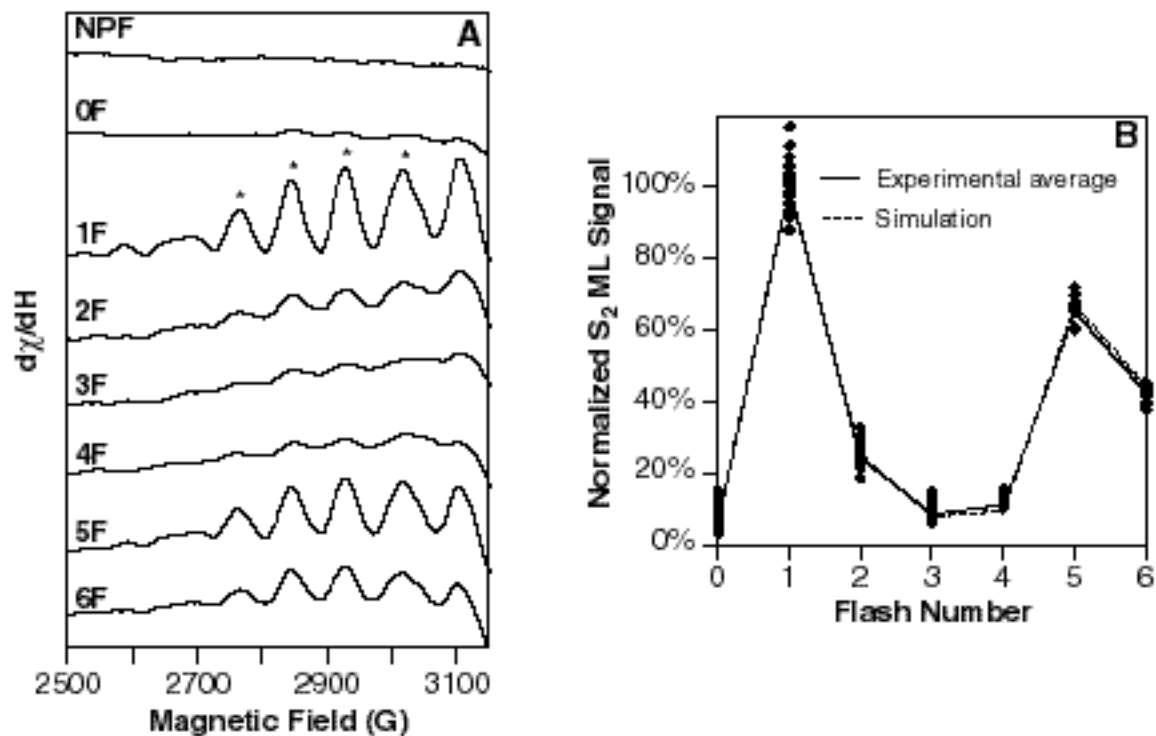 NPF
A
0F
* * * *
1F
2F
3F
4F
5F
6F
dχ/dH
2500 2700 2900 3100
Magnetic Field (G)
B
Experimental average
Simulation
Normalized S₂ ML Signal
100%
80%
60%
40%
20%
0%
0 1 2 3 4 5 6
Flash Number